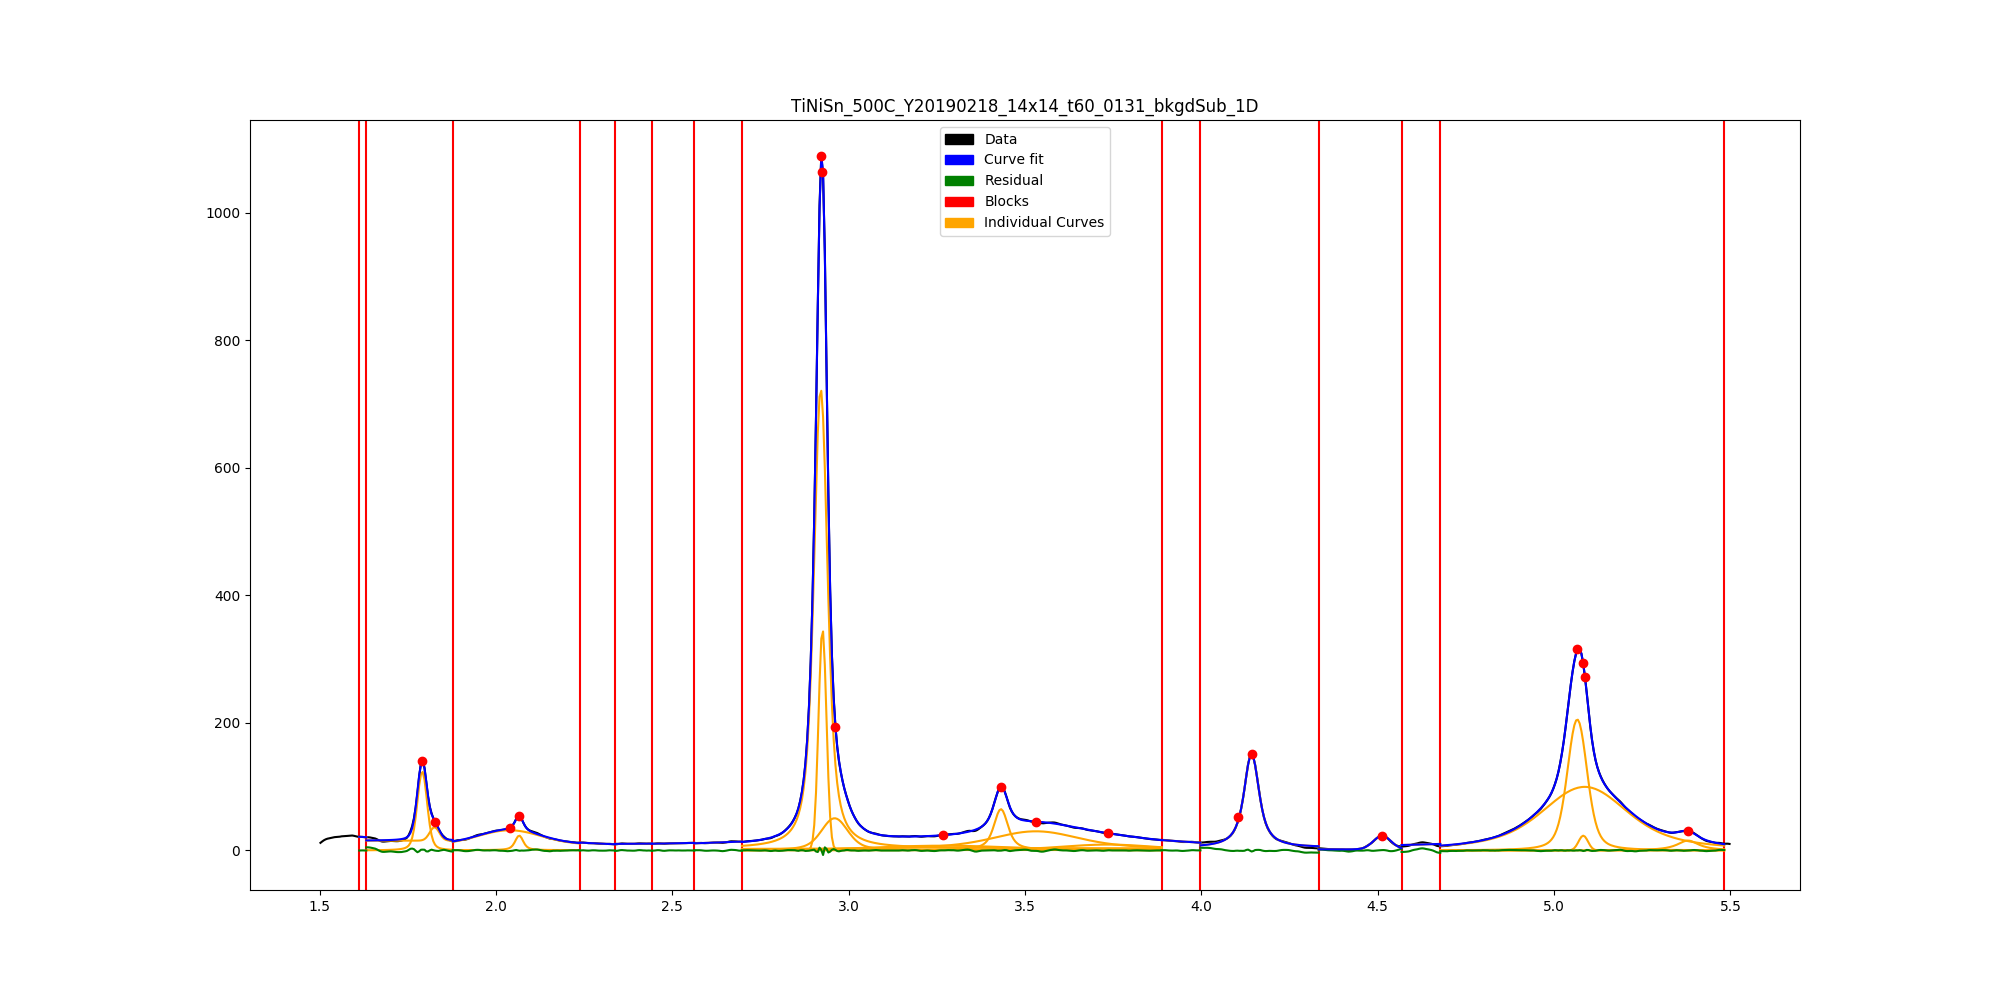 TiNiSn_500C_Y20190218_14x14_t60_0131_bkgdSub_1D
Data
Curve fit
Residual
Blocks
Individual Curves
1000
800
600
400
200
0
1.5 2.0 2.5 3.0 3.5 4.0 4.5 5.0 5.5